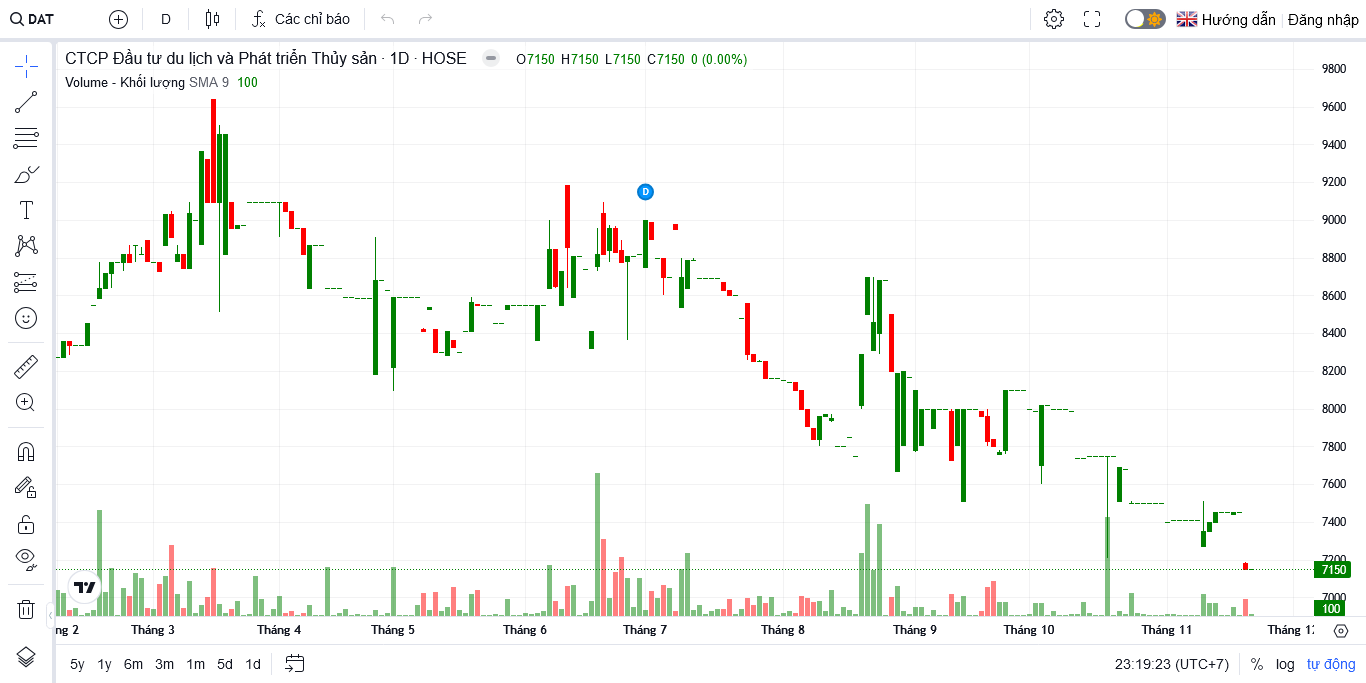 DAT D Các chỉ báo Hướng dẫn Đăng nhập
CTCP Đầu tư du lịch và Phát triển Thủy sản · 1D · HOSE O7150 H7150 L7150 C7150 0 (0.00%)
Volume - Khối lượng SMA 9 100
9800
9600
9400
9200
D
9000
8800
8600
8400
8200
8000
7800
7600
7400
7200
7150
7000
100
ng 2 Tháng 3 Tháng 4 Tháng 5 Tháng 6 Tháng 7 Tháng 8 Tháng 9 Tháng 10 Tháng 11 Tháng 12
5y 1y 6m 3m 1m 5d 1d 23:19:23 (UTC+7) % log tự động